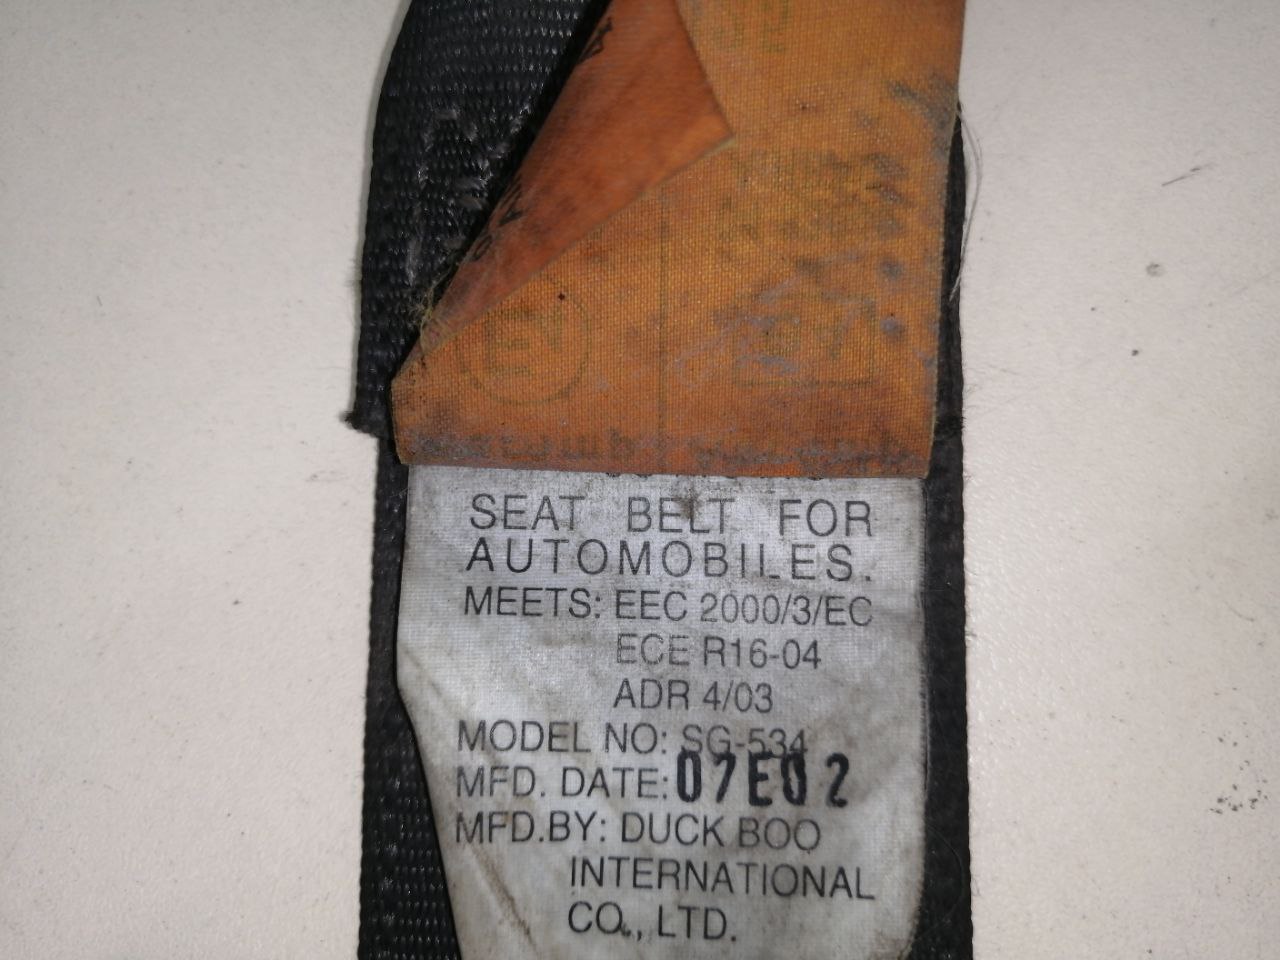 SEAT BELT FOR
AUTOMOBILES.
MEETS: EEC 2000/3/EC
ECE R16-04
ADR 4/03
MODEL NO: SG-534
MFD. DATE: 07E02
MFD.BY: DUCK BOO
INTERNATIONAL
CO., LTD.